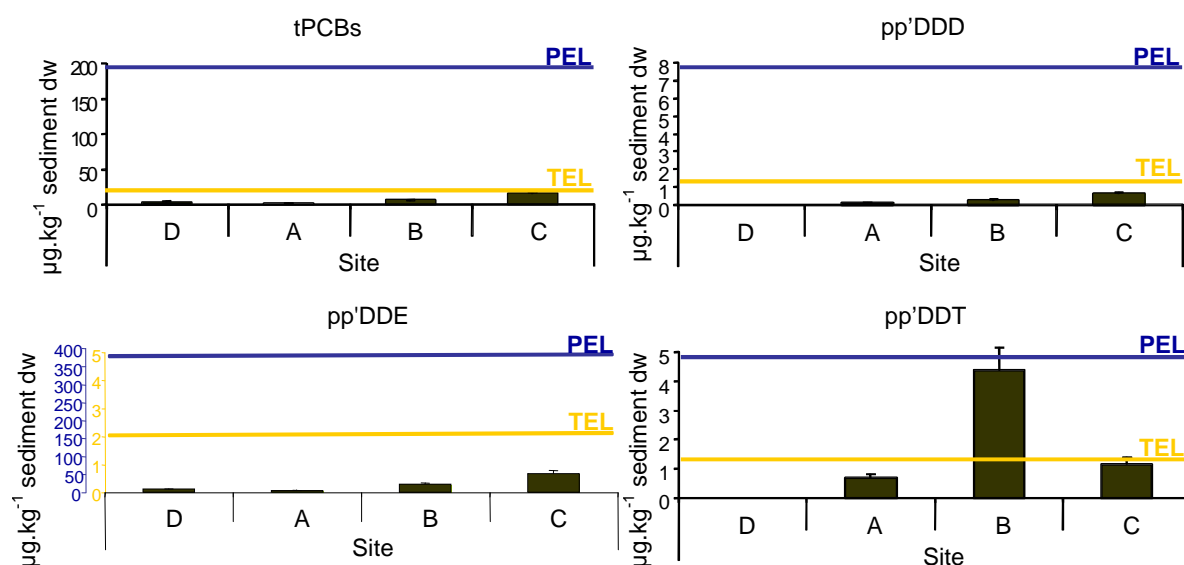 tPCBs
µg.kg-1 sediment dw
200
150
100
50
0
PEL
TEL
D A B C
Site
pp'DDD
µg.kg-1 sediment dw
8
7
6
5
4
3
2
1
0
PEL
TEL
D A B C
Site
pp'DDE
µg.kg-1 sediment dw
400
350
300
250
200
150
100
50
0
5
4
3
2
1
0
PEL
TEL
D A B C
Site
pp'DDT
µg.kg-1 sediment dw
5
4
3
2
1
0
PEL
TEL
D A B C
Site